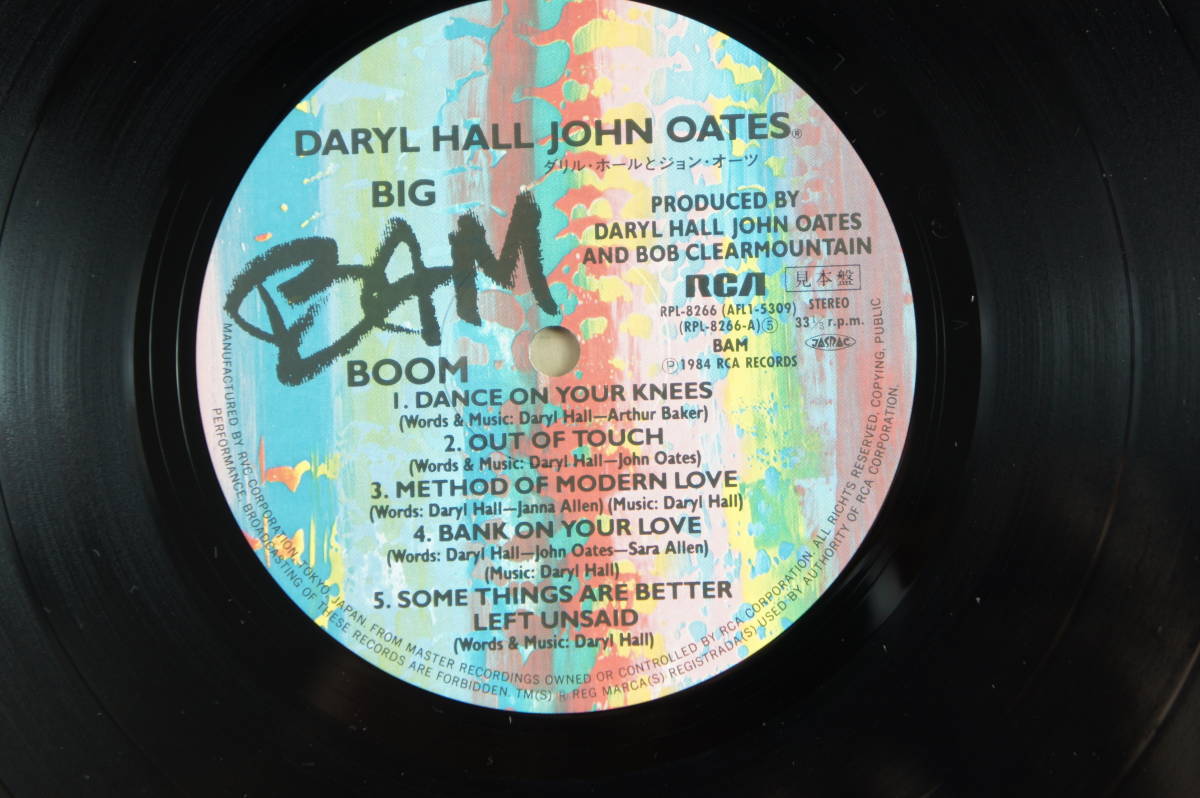 DARYL HALL JOHN OATES®
ダリル・ホールとジョン・オーツ
BIG
BAM
BOOM
PRODUCED BY
DARYL HALL JOHN OATES
AND BOB CLEARMOUNTAIN
RCA 見本盤
RPL-8266 (AFL1-5309) STEREO
(RPL-8266-A) Ⓢ 33 1/3 r.p.m.
BAM JASRAC
Ⓟ 1984 RCA RECORDS
1. DANCE ON YOUR KNEES
(Words & Music: Daryl Hall—Arthur Baker)
2. OUT OF TOUCH
(Words & Music: Daryl Hall—John Oates)
3. METHOD OF MODERN LOVE
(Words: Daryl Hall—Janna Allen) (Music: Daryl Hall)
4. BANK ON YOUR LOVE
(Words: Daryl Hall—John Oates—Sara Allen)
(Music: Daryl Hall)
5. SOME THINGS ARE BETTER
LEFT UNSAID
(Words & Music: Daryl Hall)
MANUFACTURED BY RVC CORPORATION, TOKYO, JAPAN. FROM MASTER RECORDINGS OWNED OR CONTROLLED BY RCA CORPORATION. ALL RIGHTS RESERVED. COPYING, PUBLIC
PERFORMANCE, BROADCASTING OF THESE RECORDS ARE FORBIDDEN. TM(S) ® REG MARCA(S) REGISTRADA(S) USED BY AUTHORITY OF RCA CORPORATION.